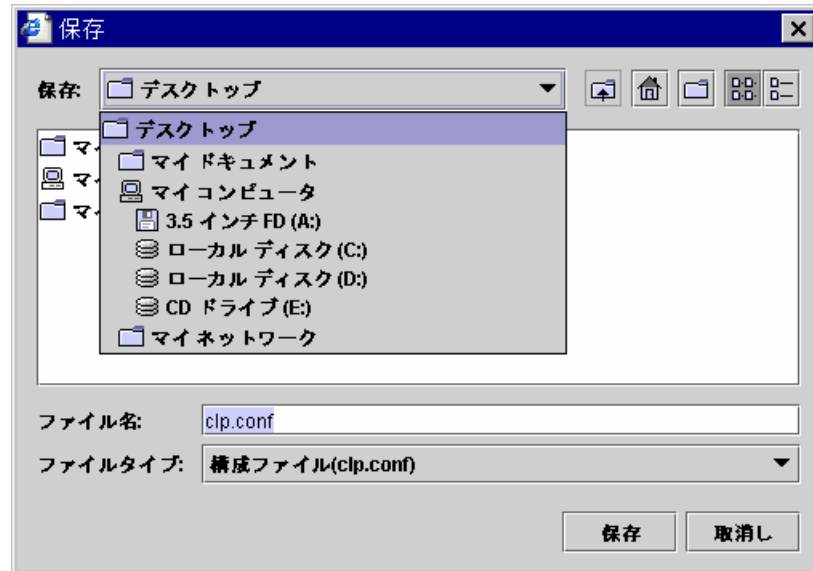 保存
保存: デスクトップ
デスクトップ
マイ ドキュメント
マイ コンピュータ
3.5 インチ FD (A:)
ローカル ディスク (C:)
ローカル ディスク (D:)
CD ドライブ (E:)
マイ ネットワーク
ファイル名: clp.conf
ファイルタイプ: 構成ファイル(clp.conf)
保存 取消し